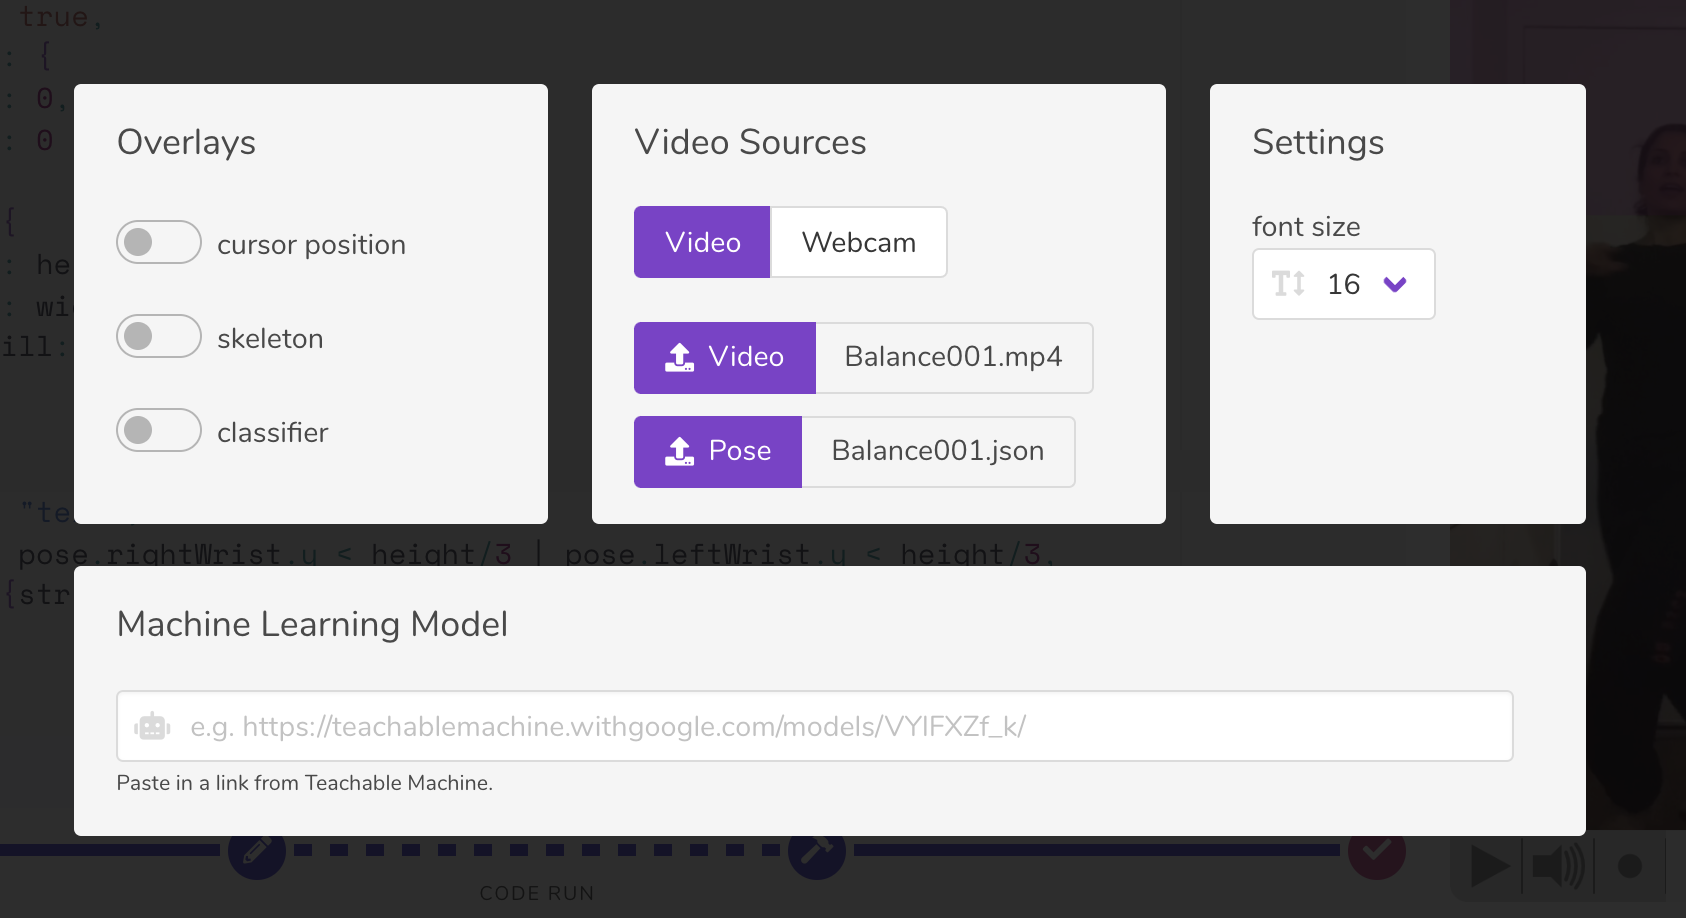 true,
: {
: 0,
: 0
{
: he
: wi
ill:
Overlays
cursor position
skeleton
classifier
Video Sources
Video Webcam
Video Balance001.mp4
Pose Balance001.json
Settings
font size
16
"te
pose.rightWrist.y < height/3 | pose.leftWrist.y < height/3,
{str
Machine Learning Model
e.g. https://teachablemachine.withgoogle.com/models/VYIFXZf_k/
Paste in a link from Teachable Machine.
CODE RUN